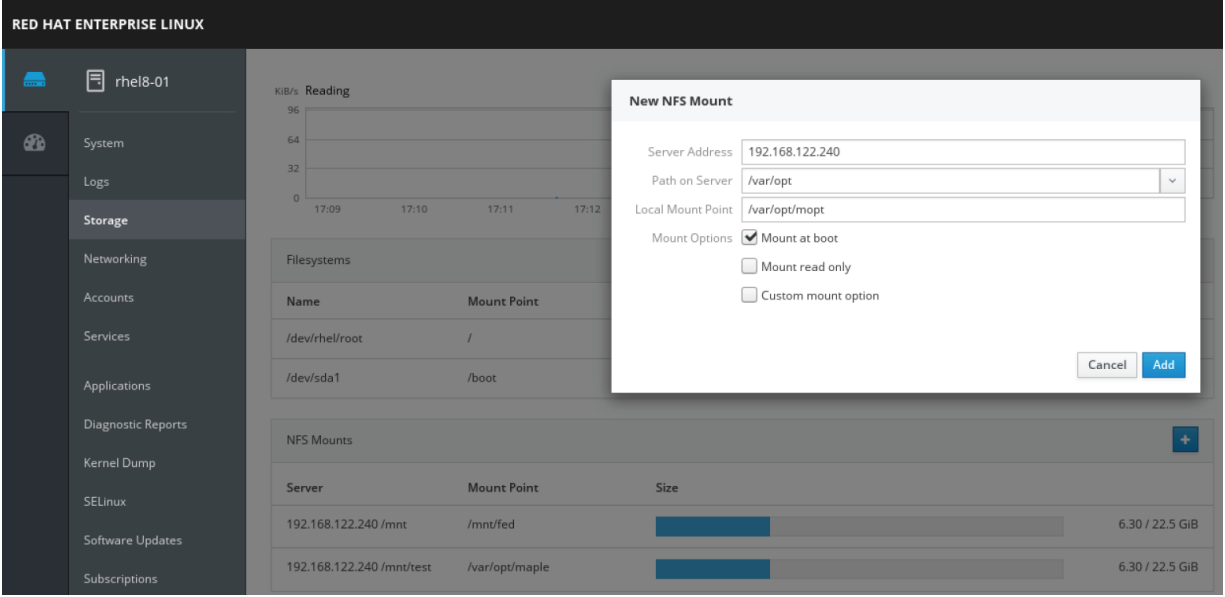 RED HAT ENTERPRISE LINUX
rhel8-01
System
Logs
Storage
Networking
Accounts
Services
Applications
Diagnostic Reports
Kernel Dump
SELinux
Software Updates
Subscriptions
KiB/s Reading
96
64
32
0
17:09 17:10 17:11 17:12
Filesystems
Name Mount Point
/dev/rhel/root /
/dev/sda1 /boot
NFS Mounts
Server Mount Point Size
192.168.122.240 /mnt /mnt/fed 6.30 / 22.5 GiB
192.168.122.240 /mnt/test /var/opt/maple 6.30 / 22.5 GiB
New NFS Mount
Server Address 192.168.122.240
Path on Server /var/opt
Local Mount Point /var/opt/mopt
Mount Options Mount at boot
Mount read only
Custom mount option
Cancel Add